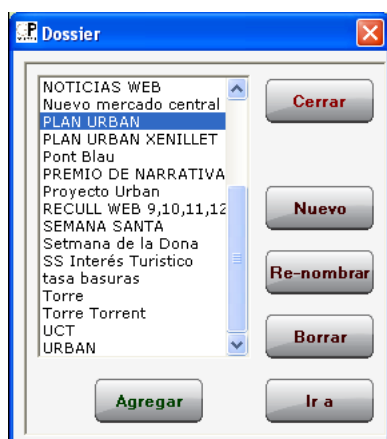 Dossier
NOTICIAS WEB
Nuevo mercado central
PLAN URBAN
PLAN URBAN XENILLET
Pont Blau
PREMIO DE NARRATIVA
Proyecto Urban
RECULL WEB 9,10,11,12
SEMANA SANTA
Setmana de la Dona
SS Interés Turistico
tasa basuras
Torre
Torre Torrent
UCT
URBAN
Cerrar
Nuevo
Re-nombrar
Borrar
Agregar
Ir a